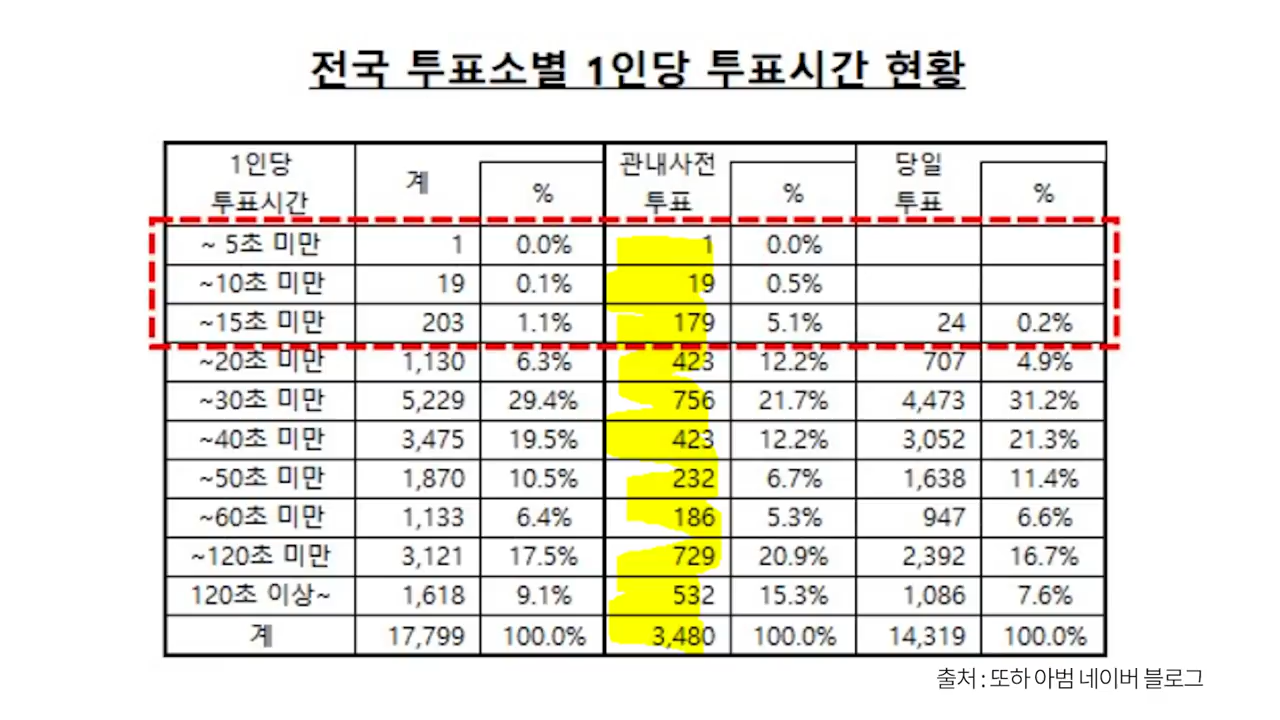 전국 투표소별 1인당 투표시간 현황
1인당 투표시간 계 % 관내사전 투표 % 당일 투표 %
~ 5초 미만 1 0.0% 1 0.0%
~10초 미만 19 0.1% 19 0.5%
~15초 미만 203 1.1% 179 5.1% 24 0.2%
~20초 미만 1,130 6.3% 423 12.2% 707 4.9%
~30초 미만 5,229 29.4% 756 21.7% 4,473 31.2%
~40초 미만 3,475 19.5% 423 12.2% 3,052 21.3%
~50초 미만 1,870 10.5% 232 6.7% 1,638 11.4%
~60초 미만 1,133 6.4% 186 5.3% 947 6.6%
~120초 미만 3,121 17.5% 729 20.9% 2,392 16.7%
120초 이상~ 1,618 9.1% 532 15.3% 1,086 7.6%
계 17,799 100.0% 3,480 100.0% 14,319 100.0%
출처 : 또하 아범 네이버 블로그